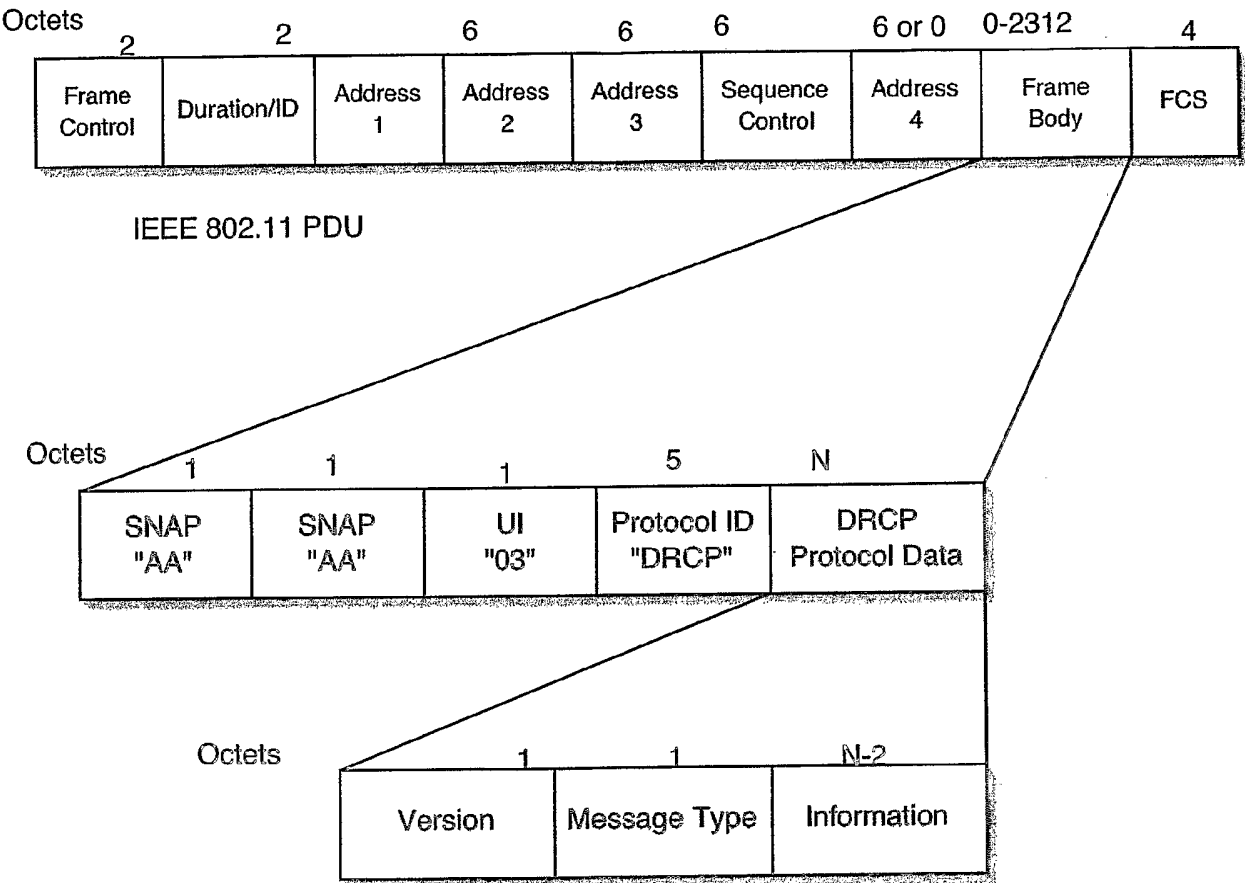 Octets 2 2 6 6 6 6 or 0 0-2312 4
Frame Control
Duration/ID
Address 1
Address 2
Address 3
Sequence Control
Address 4
Frame Body
FCS
IEEE 802.11 PDU
Octets 1 1 1 5 N
SNAP "AA"
SNAP "AA"
UI "03"
Protocol ID "DRCP"
DRCP Protocol Data
Octets 1 1 N-2
Version
Message Type
Information